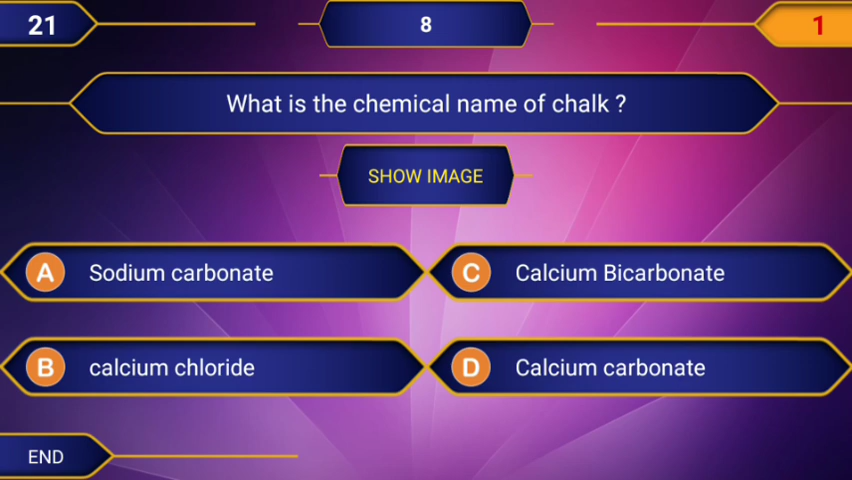 21
8
1
What is the chemical name of chalk ?
SHOW IMAGE
A Sodium carbonate
C Calcium Bicarbonate
B calcium chloride
D Calcium carbonate
END